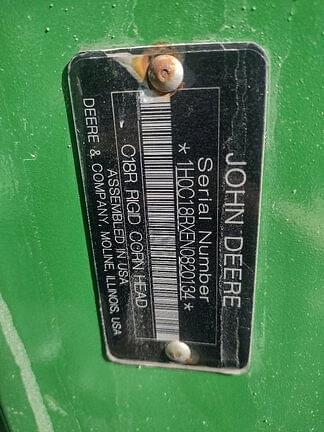 JOHN DEERE
Serial Number
*1H0C18RXEN0820134*
C18R RIGID CORN HEAD
ASSEMBLED IN USA
DEERE & COMPANY, MOLINE, ILLINOIS, USA